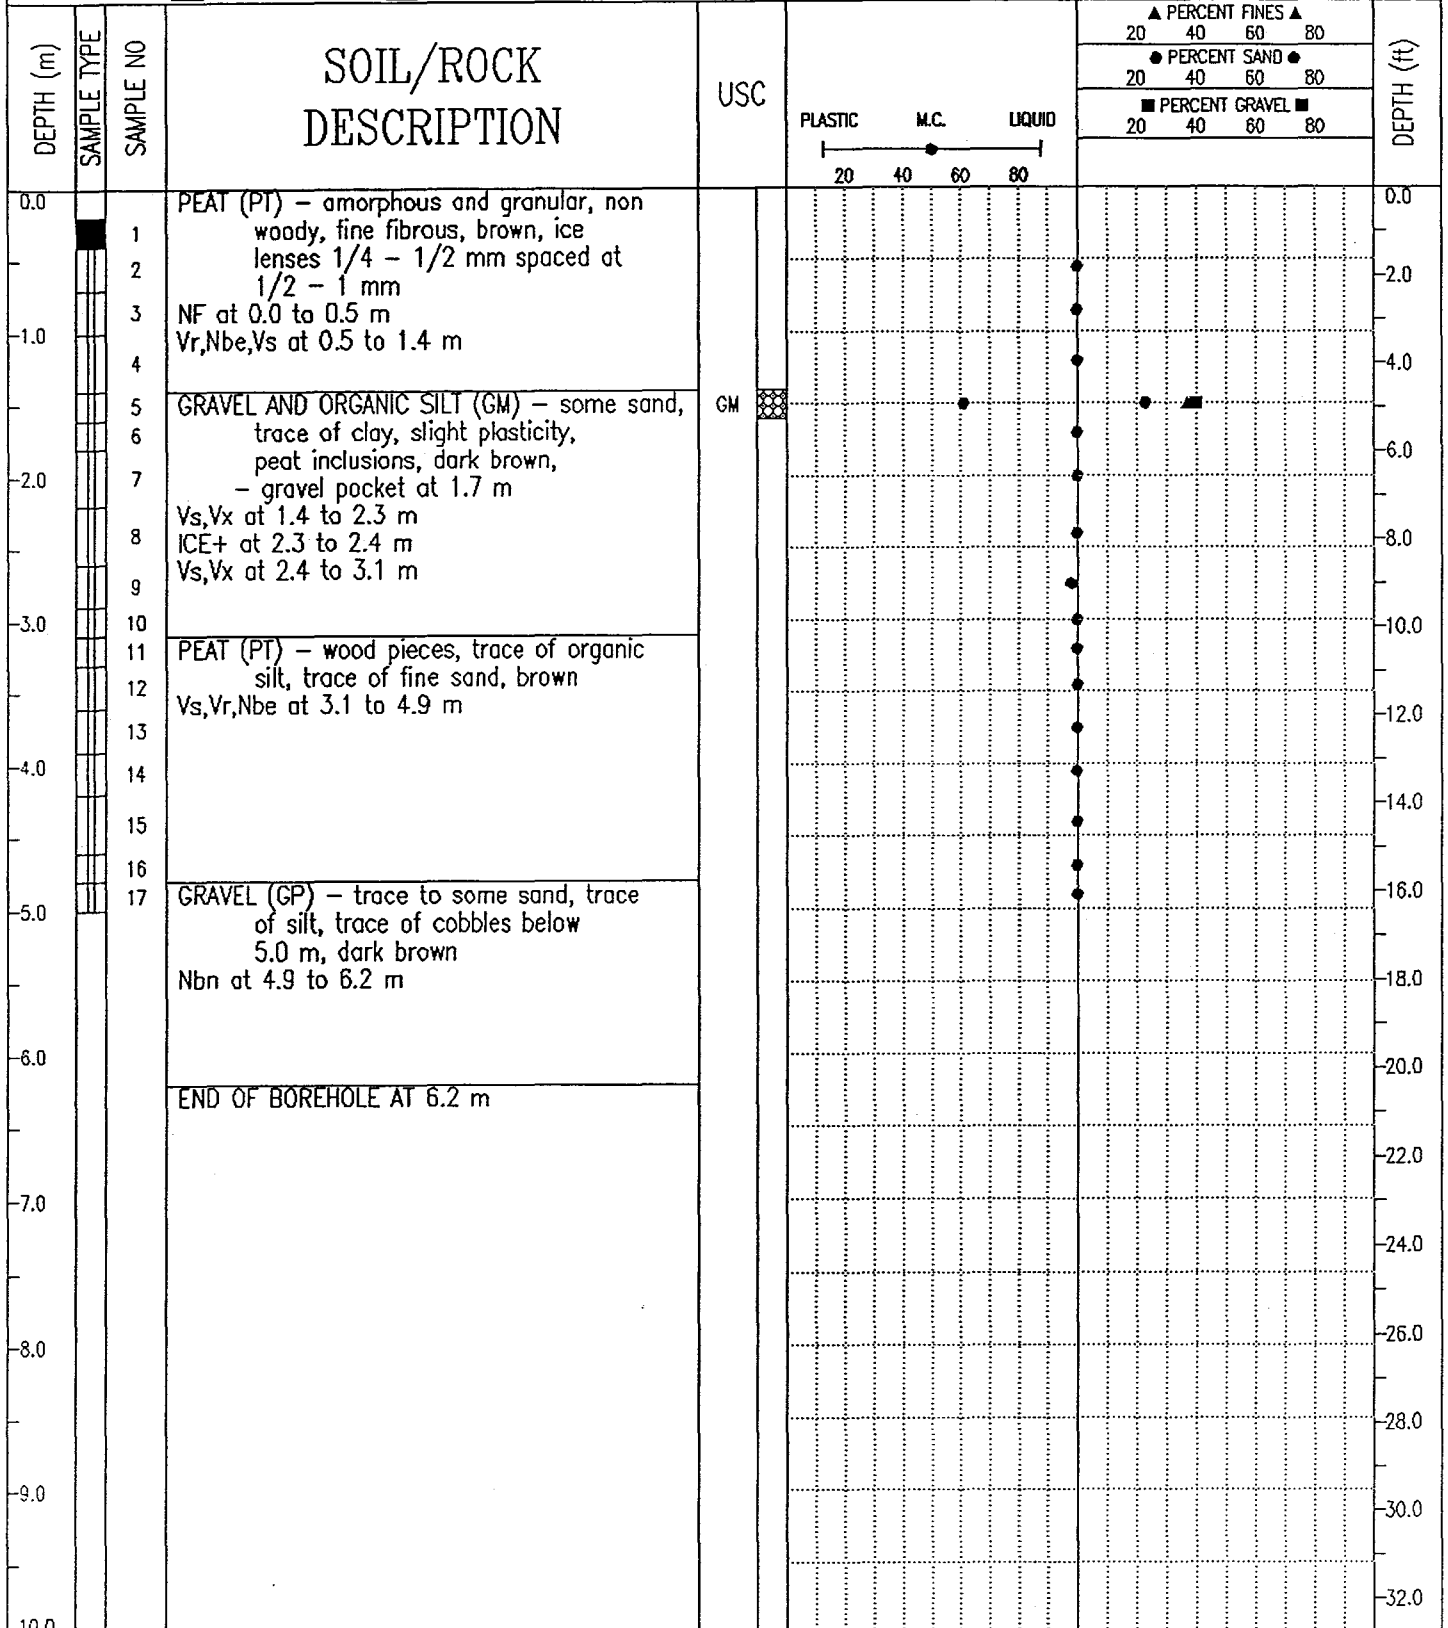 DEPTH (m)
SAMPLE TYPE
SAMPLE NO
SOIL/ROCK
DESCRIPTION
USC
PLASTIC M.C. LIQUID
20 40 60 80
▲ PERCENT FINES ▲
20 40 60 80
● PERCENT SAND ●
20 40 60 80
■ PERCENT GRAVEL ■
20 40 60 80
DEPTH (ft)
0.0
-1.0
-2.0
-3.0
-4.0
-5.0
-6.0
-7.0
-8.0
-9.0
10.0
1
2
3
4
5
6
7
8
9
10
11
12
13
14
15
16
17
PEAT (PT) – amorphous and granular, non
woody, fine fibrous, brown, ice
lenses 1/4 – 1/2 mm spaced at
1/2 – 1 mm
NF at 0.0 to 0.5 m
Vr,Nbe,Vs at 0.5 to 1.4 m
GRAVEL AND ORGANIC SILT (GM) – some sand,
trace of clay, slight plasticity,
peat inclusions, dark brown,
– gravel pocket at 1.7 m
Vs,Vx at 1.4 to 2.3 m
ICE+ at 2.3 to 2.4 m
Vs,Vx at 2.4 to 3.1 m
PEAT (PT) – wood pieces, trace of organic
silt, trace of fine sand, brown
Vs,Vr,Nbe at 3.1 to 4.9 m
GRAVEL (GP) – trace to some sand, trace
of silt, trace of cobbles below
5.0 m, dark brown
Nbn at 4.9 to 6.2 m
END OF BOREHOLE AT 6.2 m
GM
0.0
-2.0
-4.0
-6.0
-8.0
-10.0
-12.0
-14.0
-16.0
-18.0
-20.0
-22.0
-24.0
-26.0
-28.0
-30.0
-32.0